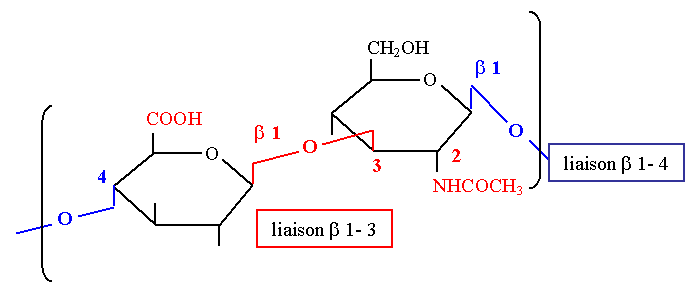 CH2OH
O
β 1
COOH
β 1
O
O
O
4
3
2
NHCOCH3
liaison β 1- 4
O
liaison β 1- 3